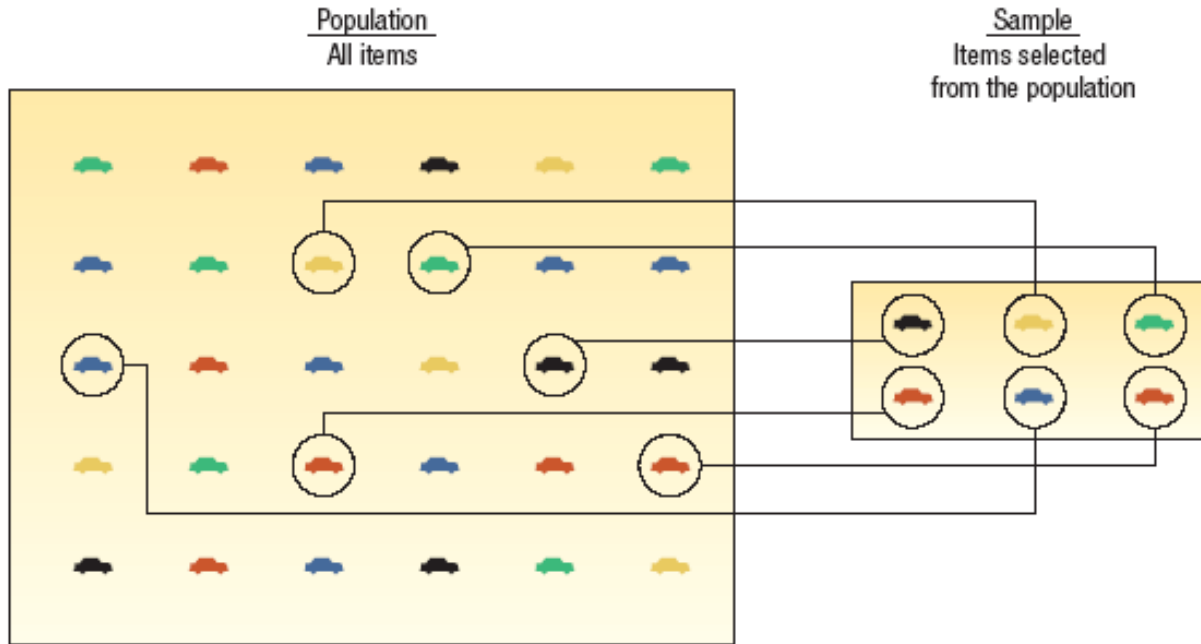 Population
All items
Sample
Items selected
from the population